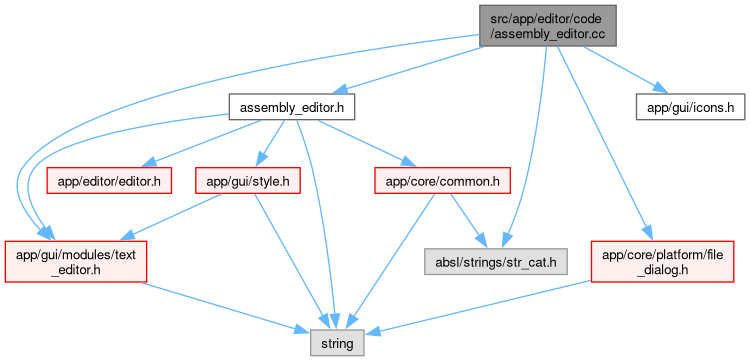 src/app/editor/code
/assembly_editor.cc
assembly_editor.h
app/gui/icons.h
app/editor/editor.h
app/gui/style.h
app/core/common.h
app/gui/modules/text
_editor.h
absl/strings/str_cat.h
app/core/platform/file
_dialog.h
string